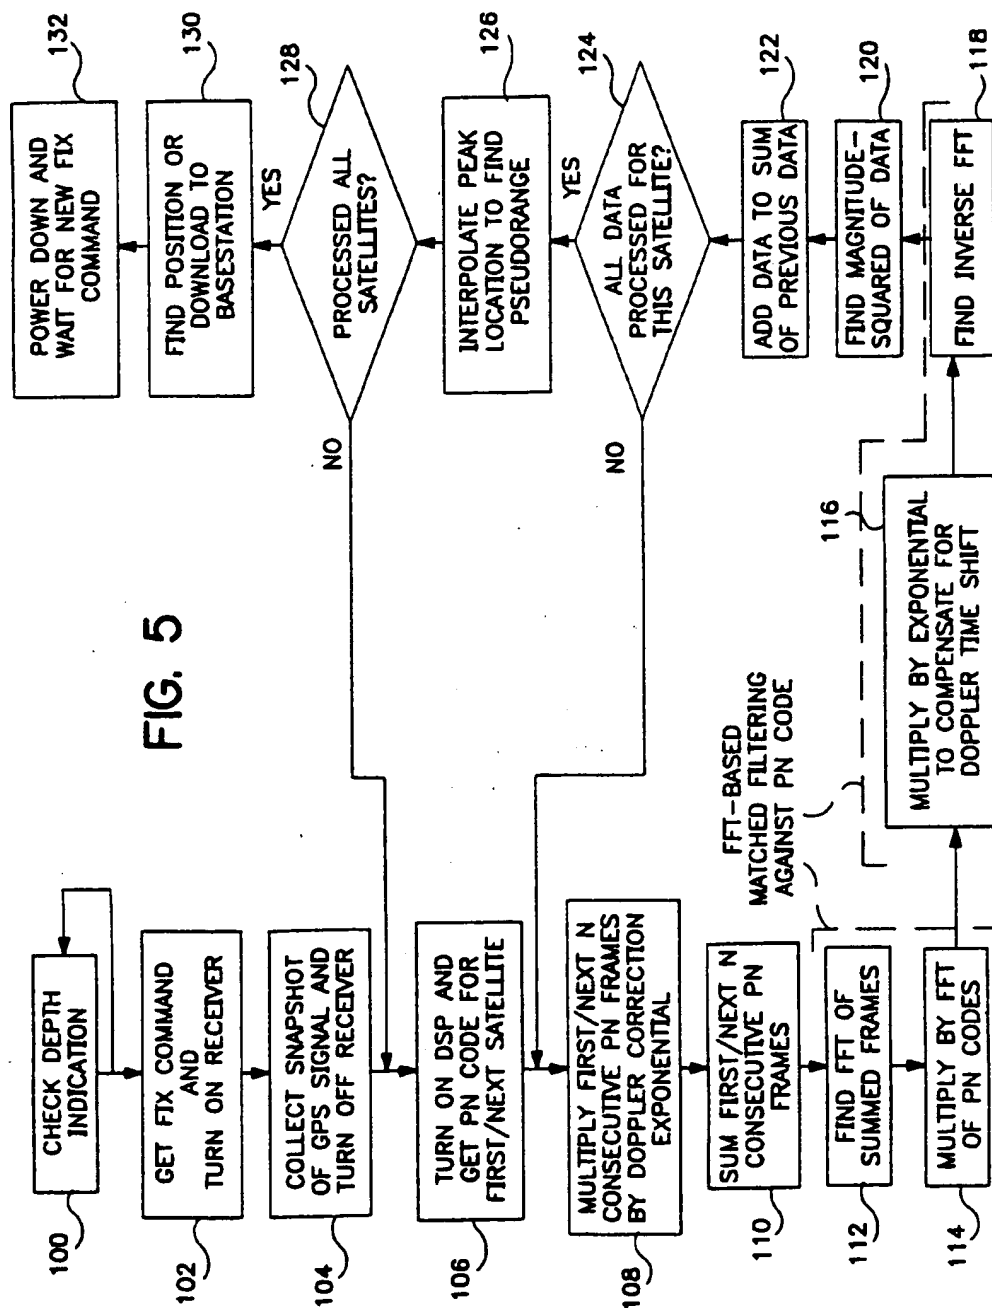 FIG. 5
CHECK DEPTH
INDICATION
100
GET FIX COMMAND
AND
TURN ON RECEIVER
102
COLLECT SNAPSHOT
OF GPS SIGNAL AND
TURN OFF RECEIVER
104
TURN ON DSP AND
GET PN CODE FOR
FIRST/NEXT SATELLITE
106
MULTIPLY FIRST/NEXT N
CONSECUTIVE PN FRAMES
BY DOPPLER CORRECTION
EXPONENTIAL
108
SUM FIRST/NEXT N
CONSECUTIVE PN
FRAMES
110
FIND FFT OF
SUMMED FRAMES
112
MULTIPLY BY FFT
OF PN CODES
114
FFT-BASED
MATCHED FILTERING
AGAINST PN CODE
MULTIPLY BY EXPONENTIAL
TO COMPENSATE FOR
DOPPLER TIME SHIFT
116
FIND INVERSE FFT
118
FIND MAGNITUDE-
SQUARED OF DATA
120
ADD DATA TO SUM
OF PREVIOUS DATA
122
ALL DATA
PROCESSED FOR
THIS SATELLITE?
124
NO
YES
INTERPOLATE PEAK
LOCATION TO FIND
PSEUDORANGE
126
PROCESSED ALL
SATELLITES?
128
NO
YES
FIND POSITION OR
DOWNLOAD TO
BASESTATION
130
POWER DOWN AND
WAIT FOR NEW FIX
COMMAND
132